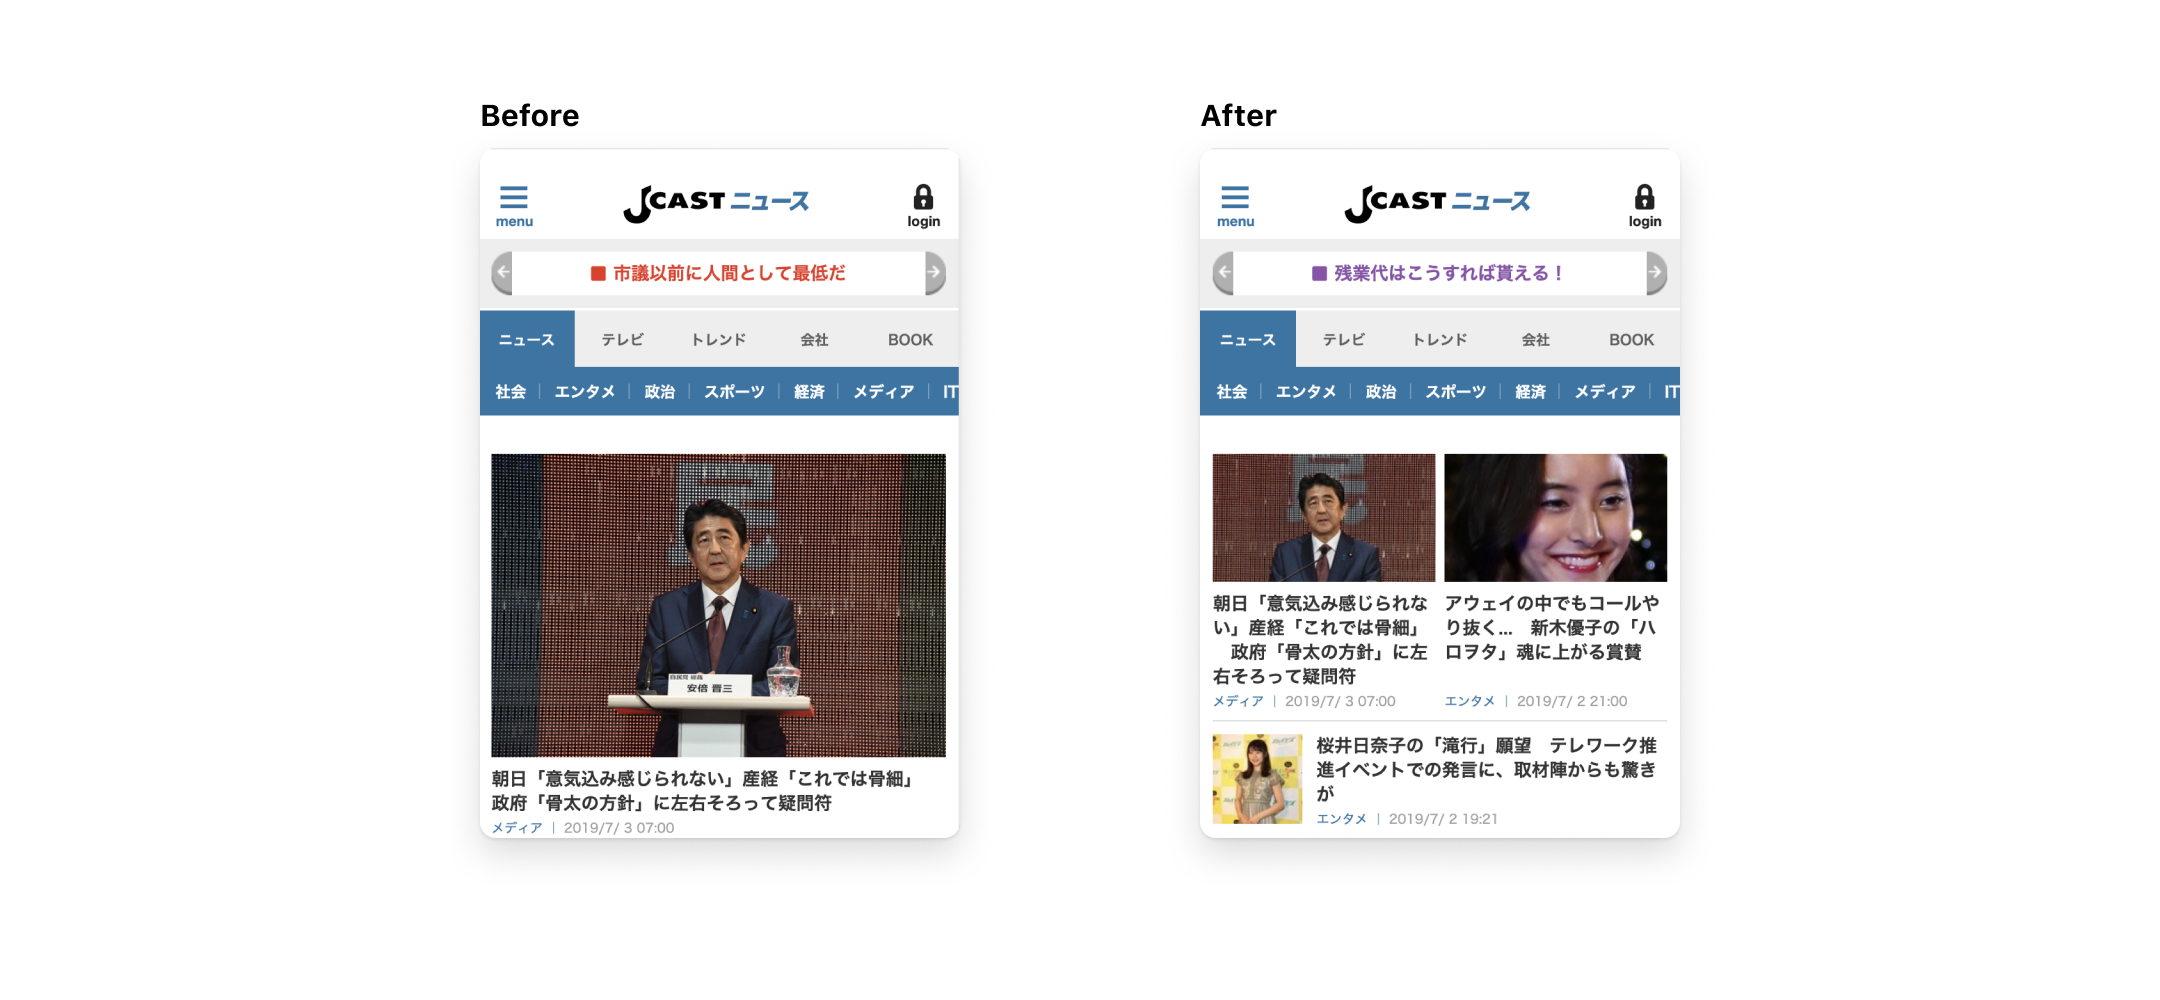 Before
menu
J CAST ニュース
login
■ 市議以前に人間として最低だ
ニュース テレビ トレンド 会社 BOOK
社会 | エンタメ | 政治 | スポーツ | 経済 | メディア | IT
自民党 総裁
安倍 晋三
朝日「意気込み感じられない」産経「これでは骨細」
政府「骨太の方針」に左右そろって疑問符
メディア | 2019/7/ 3 07:00
After
menu
J CAST ニュース
login
■ 残業代はこうすれば貰える！
ニュース テレビ トレンド 会社 BOOK
社会 | エンタメ | 政治 | スポーツ | 経済 | メディア | IT
朝日「意気込み感じられな
い」産経「これでは骨細」
　政府「骨太の方針」に左
右そろって疑問符
メディア | 2019/7/ 3 07:00
アウェイの中でもコールや
り抜く...　新木優子の「ハ
ロヲタ」魂に上がる賞賛
エンタメ | 2019/7/ 2 21:00
桜井日奈子の「滝行」願望　テレワーク推
進イベントでの発言に、取材陣からも驚き
が
エンタメ | 2019/7/ 2 19:21